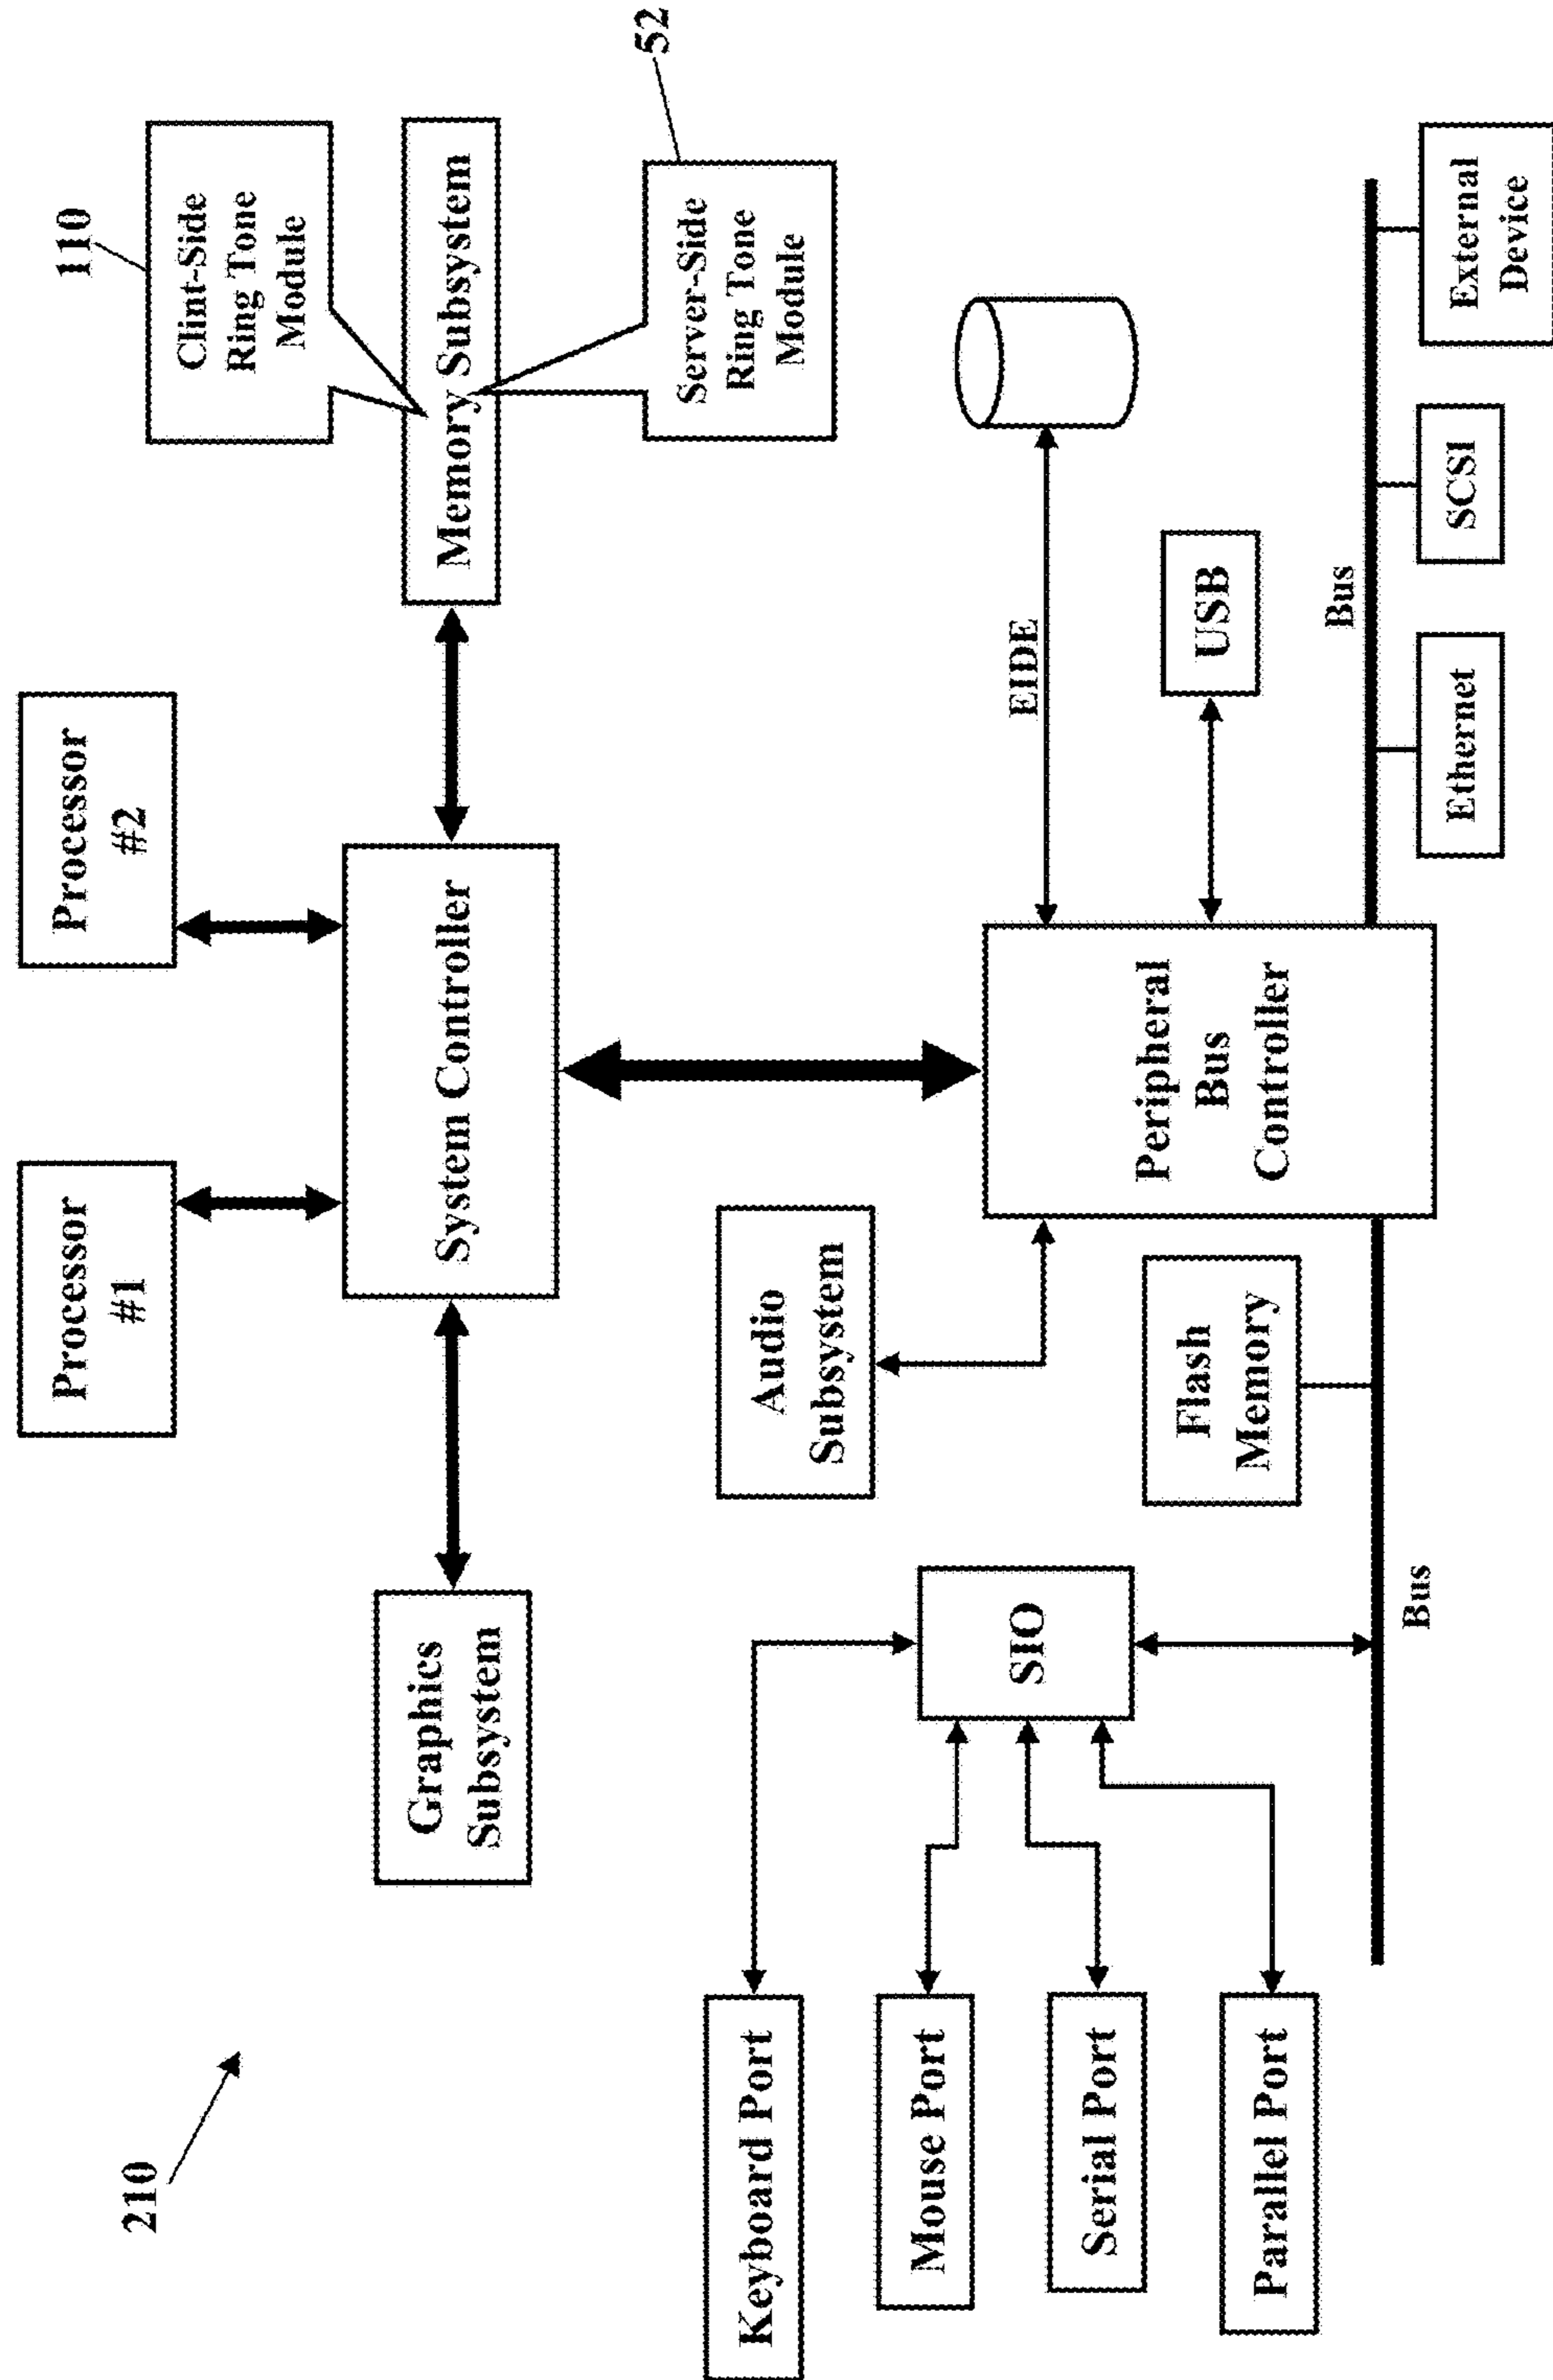 210
Processor
#1
Processor
#2
110
Clint-Side
Ring Tone
Module
Graphics
Subsystem
System Controller
Memory Subsystem
52
Server-Side
Ring Tone
Module
Keyboard Port
Mouse Port
Serial Port
Parallel Port
SIO
Audio
Subsystem
Flash
Memory
Peripheral
Bus
Controller
EIDE
USB
Bus
Bus
Ethernet
SCSI
External
Device